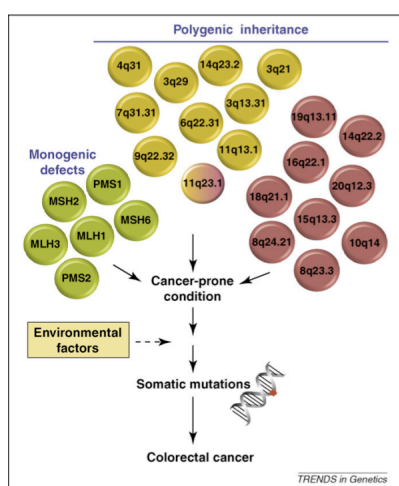 Polygenic inheritance
4q31
3q29
14q23.2
3q21
7q31.31
6q22.31
3q13.31
9q22.32
11q13.1
11q23.1
19q13.11
14q22.2
16q22.1
18q21.1
20q12.3
15q13.3
8q24.21
10q14
8q23.3
Monogenic
defects
PMS1
MSH2
MSH6
MLH3
MLH1
PMS2
Cancer-prone
condition
Environmental
factors
Somatic mutations
Colorectal cancer
TRENDS in Genetics